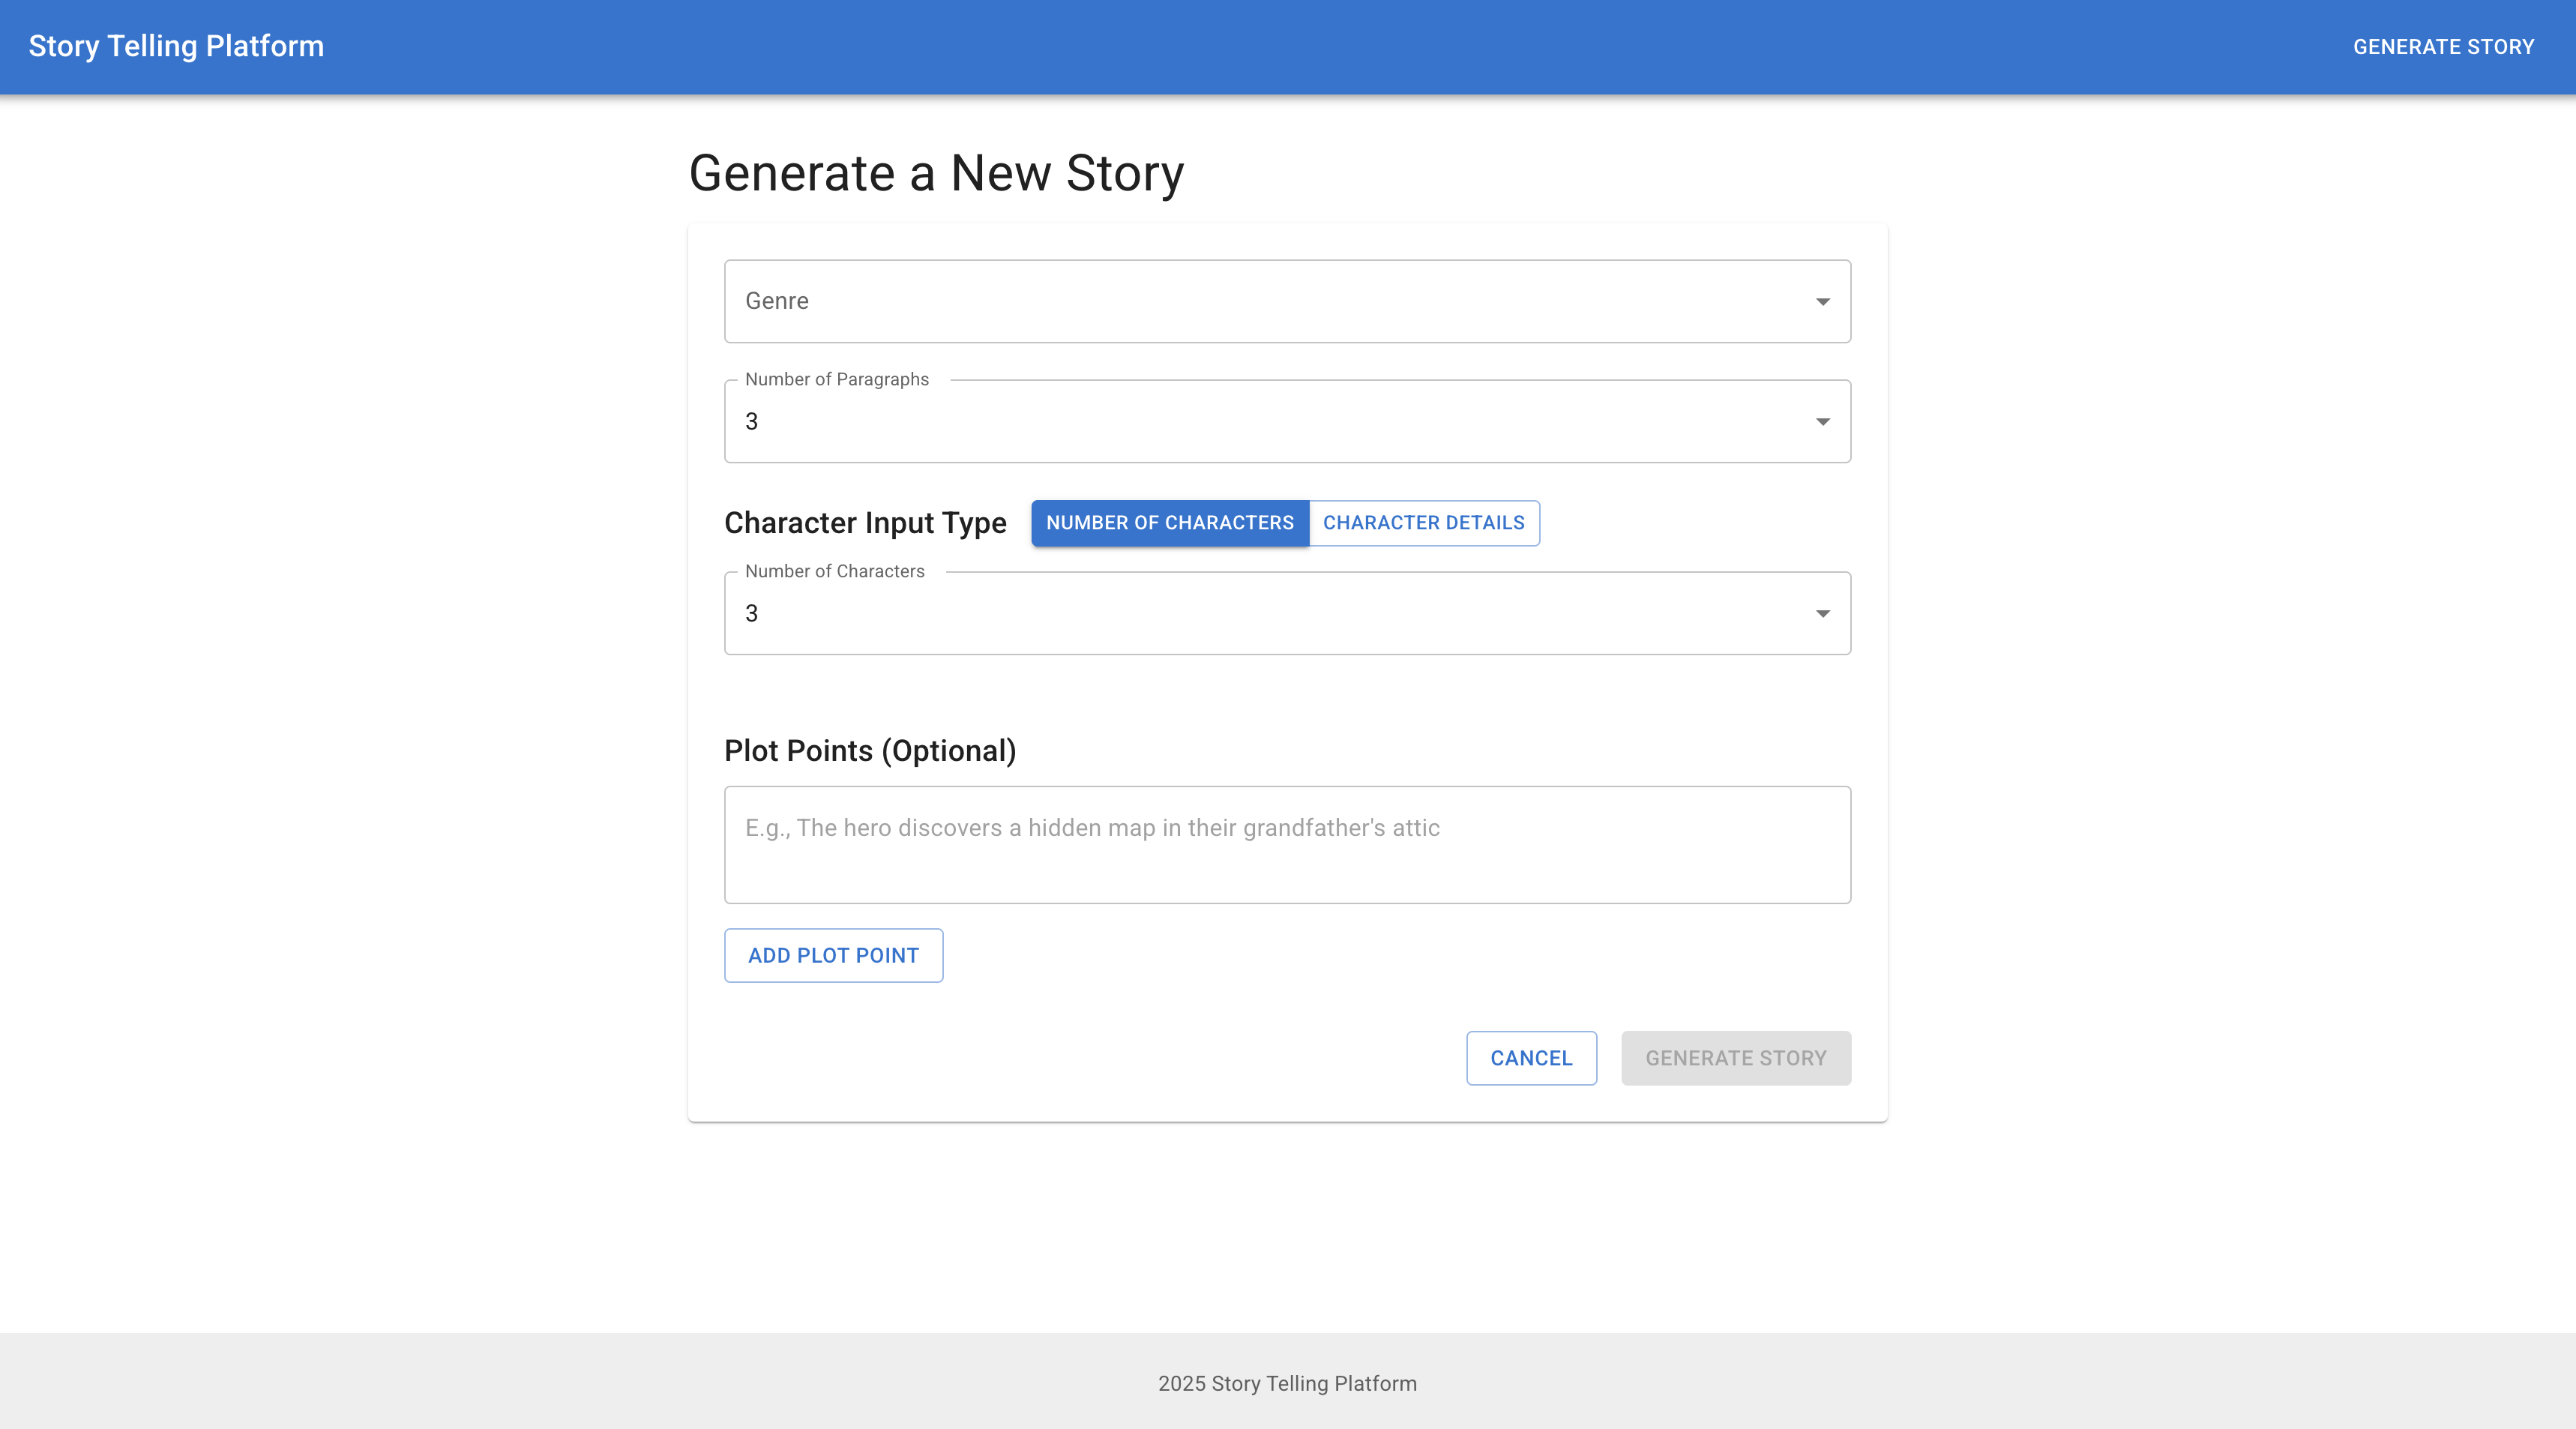 Story Telling Platform
GENERATE STORY
Generate a New Story
Genre
Number of Paragraphs
3
Character Input Type
NUMBER OF CHARACTERS
CHARACTER DETAILS
Number of Characters
3
Plot Points (Optional)
E.g., The hero discovers a hidden map in their grandfather's attic
ADD PLOT POINT
CANCEL
GENERATE STORY
2025 Story Telling Platform